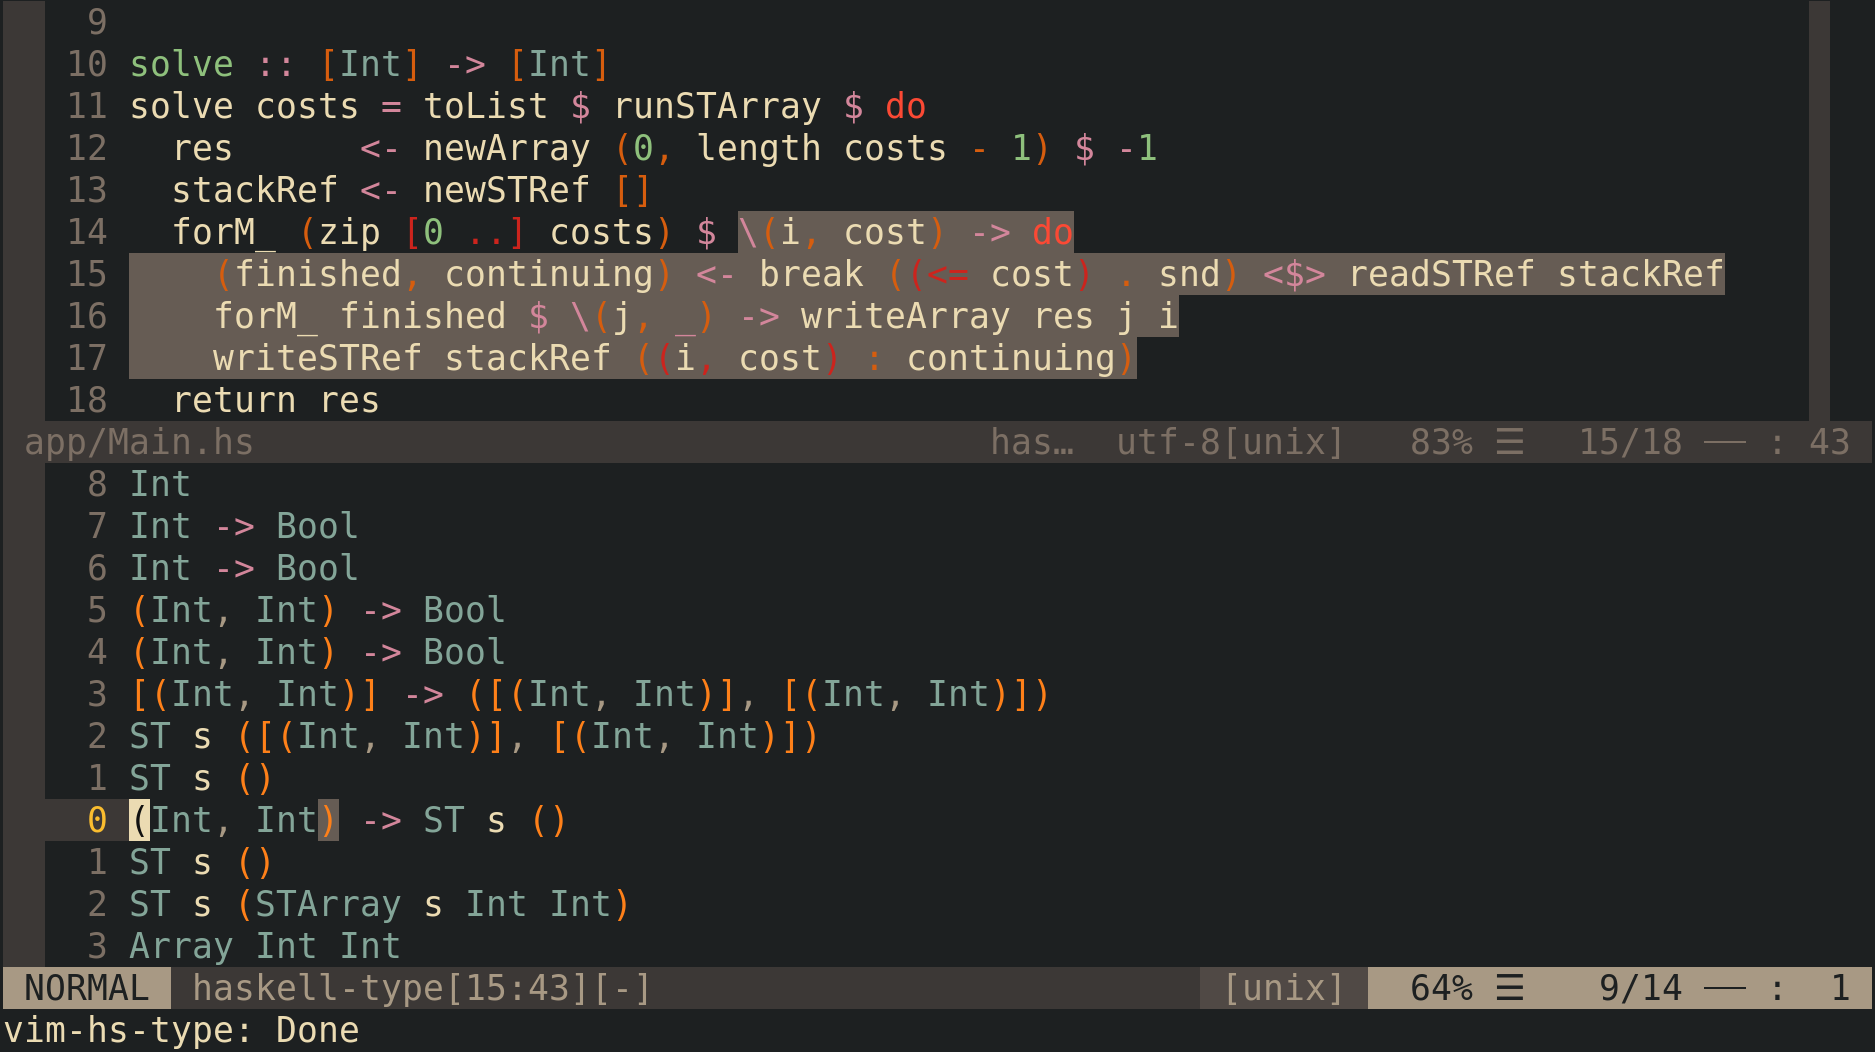 9
10 solve :: [Int] -> [Int]
11 solve costs = toList $ runSTArray $ do
12   res      <- newArray (0, length costs - 1) $ -1
13   stackRef <- newSTRef []
14   forM_ (zip [0 ..] costs) $ \(i, cost) -> do
15     (finished, continuing) <- break ((<= cost) . snd) <$> readSTRef stackRef
16     forM_ finished $ \(j, _) -> writeArray res j i
17     writeSTRef stackRef ((i, cost) : continuing)
18   return res
app/Main.hs has… utf-8[unix] 83% ☰ 15/18 ── : 43
8 Int
7 Int -> Bool
6 Int -> Bool
5 (Int, Int) -> Bool
4 (Int, Int) -> Bool
3 [(Int, Int)] -> ([(Int, Int)], [(Int, Int)])
2 ST s ([(Int, Int)], [(Int, Int)])
1 ST s ()
0 (Int, Int) -> ST s ()
1 ST s ()
2 ST s (STArray s Int Int)
3 Array Int Int
NORMAL haskell-type[15:43][-] [unix] 64% ☰ 9/14 ── : 1
vim-hs-type: Done